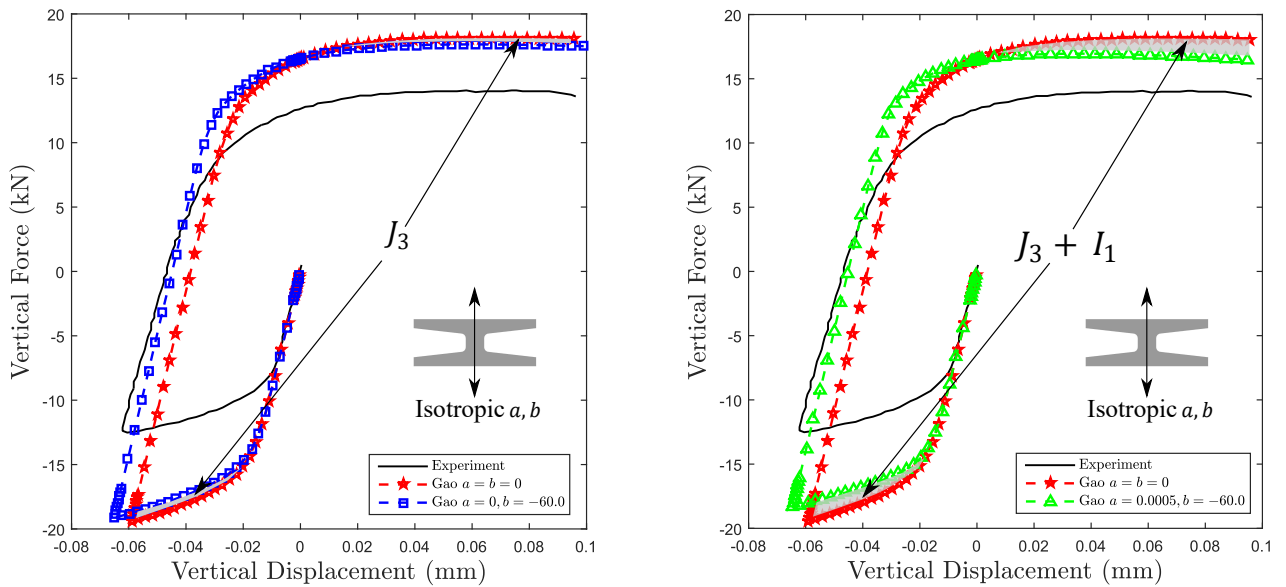 20
15
10
5
0
-5
-10
-15
-20
Vertical Force (kN)
J₃
Isotropic a, b
Experiment
Gao a = b = 0
Gao a = 0, b = −60.0
-0.08 -0.06 -0.04 -0.02 0 0.02 0.04 0.06 0.08 0.1
Vertical Displacement (mm)
20
15
10
5
0
-5
-10
-15
-20
Vertical Force (kN)
J₃ + I₁
Isotropic a, b
Experiment
Gao a = b = 0
Gao a = 0.0005, b = −60.0
-0.08 -0.06 -0.04 -0.02 0 0.02 0.04 0.06 0.08 0.1
Vertical Displacement (mm)